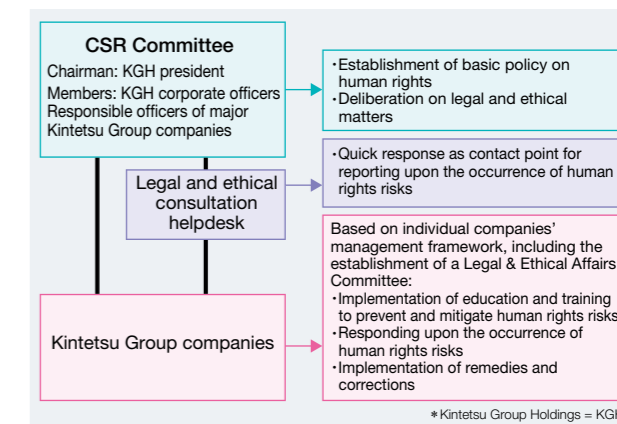 CSR Committee
Chairman: KGH president
Members: KGH corporate officers
Responsible officers of major
Kintetsu Group companies
・Establishment of basic policy on
human rights
・Deliberation on legal and ethical
matters
Legal and ethical
consultation
helpdesk
・Quick response as contact point for
reporting upon the occurrence of human
rights risks
Kintetsu Group companies
Based on individual companies’
management framework, including the
establishment of a Legal & Ethical Affairs
Committee:
・Implementation of education and training
to prevent and mitigate human rights risks
・Responding upon the occurrence of
human rights risks
・Implementation of remedies and
corrections
＊Kintetsu Group Holdings = KGH